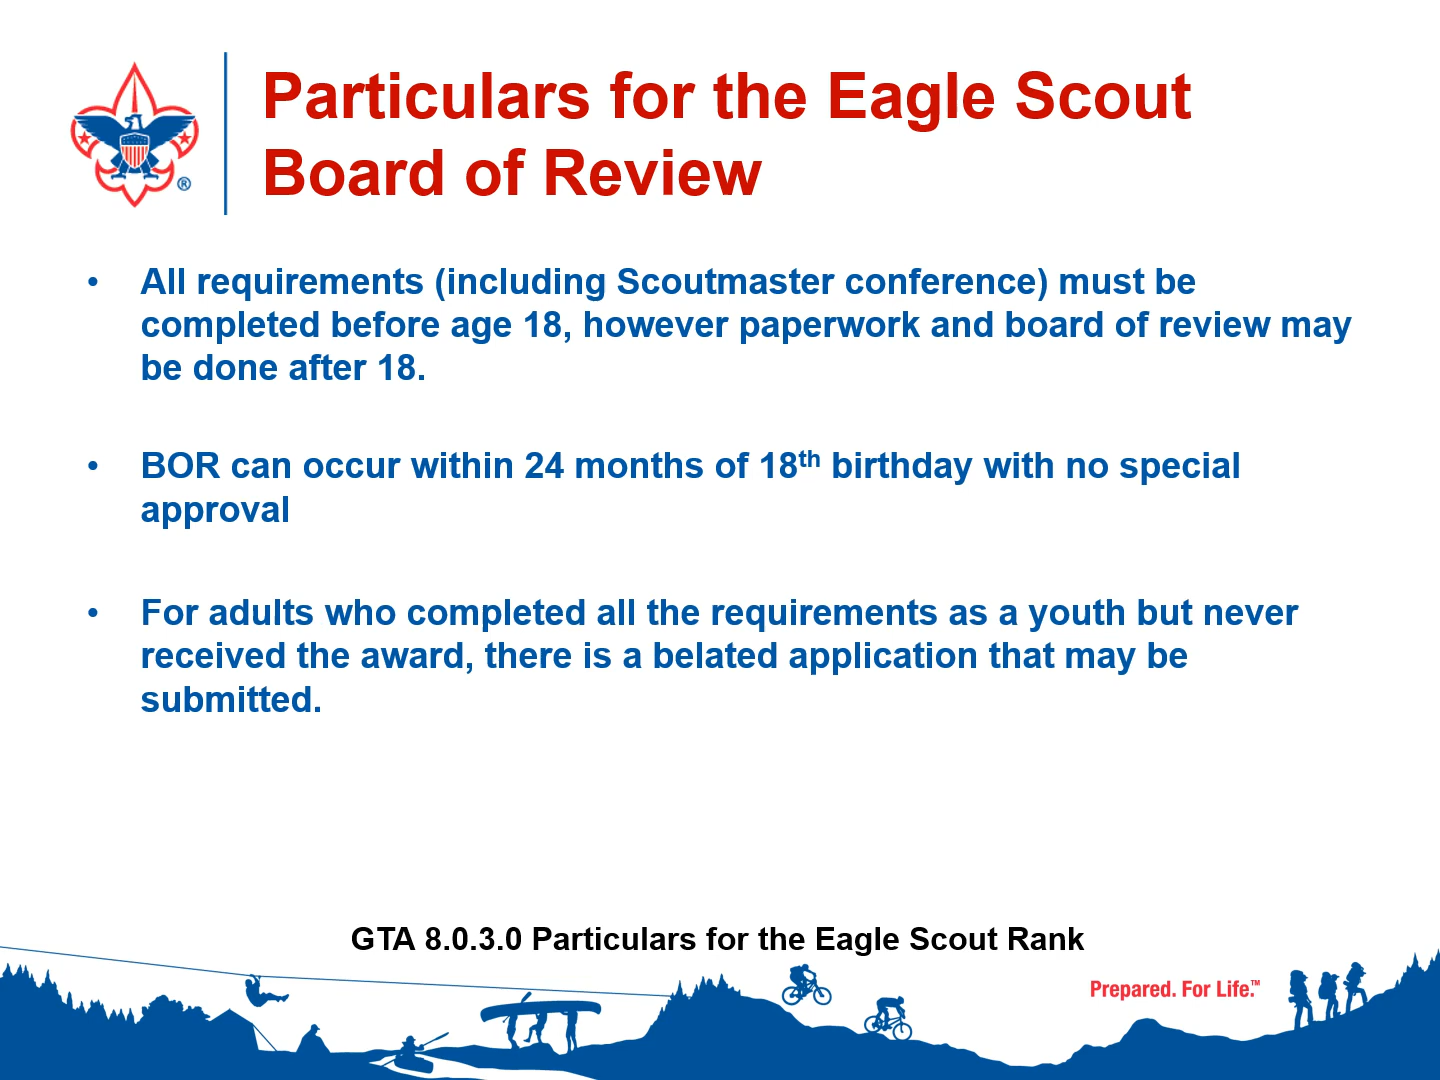 Particulars for the Eagle Scout
Board of Review
®
• All requirements (including Scoutmaster conference) must be
completed before age 18, however paperwork and board of review may
be done after 18.
• BOR can occur within 24 months of 18th birthday with no special
approval
• For adults who completed all the requirements as a youth but never
received the award, there is a belated application that may be
submitted.
GTA 8.0.3.0 Particulars for the Eagle Scout Rank
Prepared. For Life.™